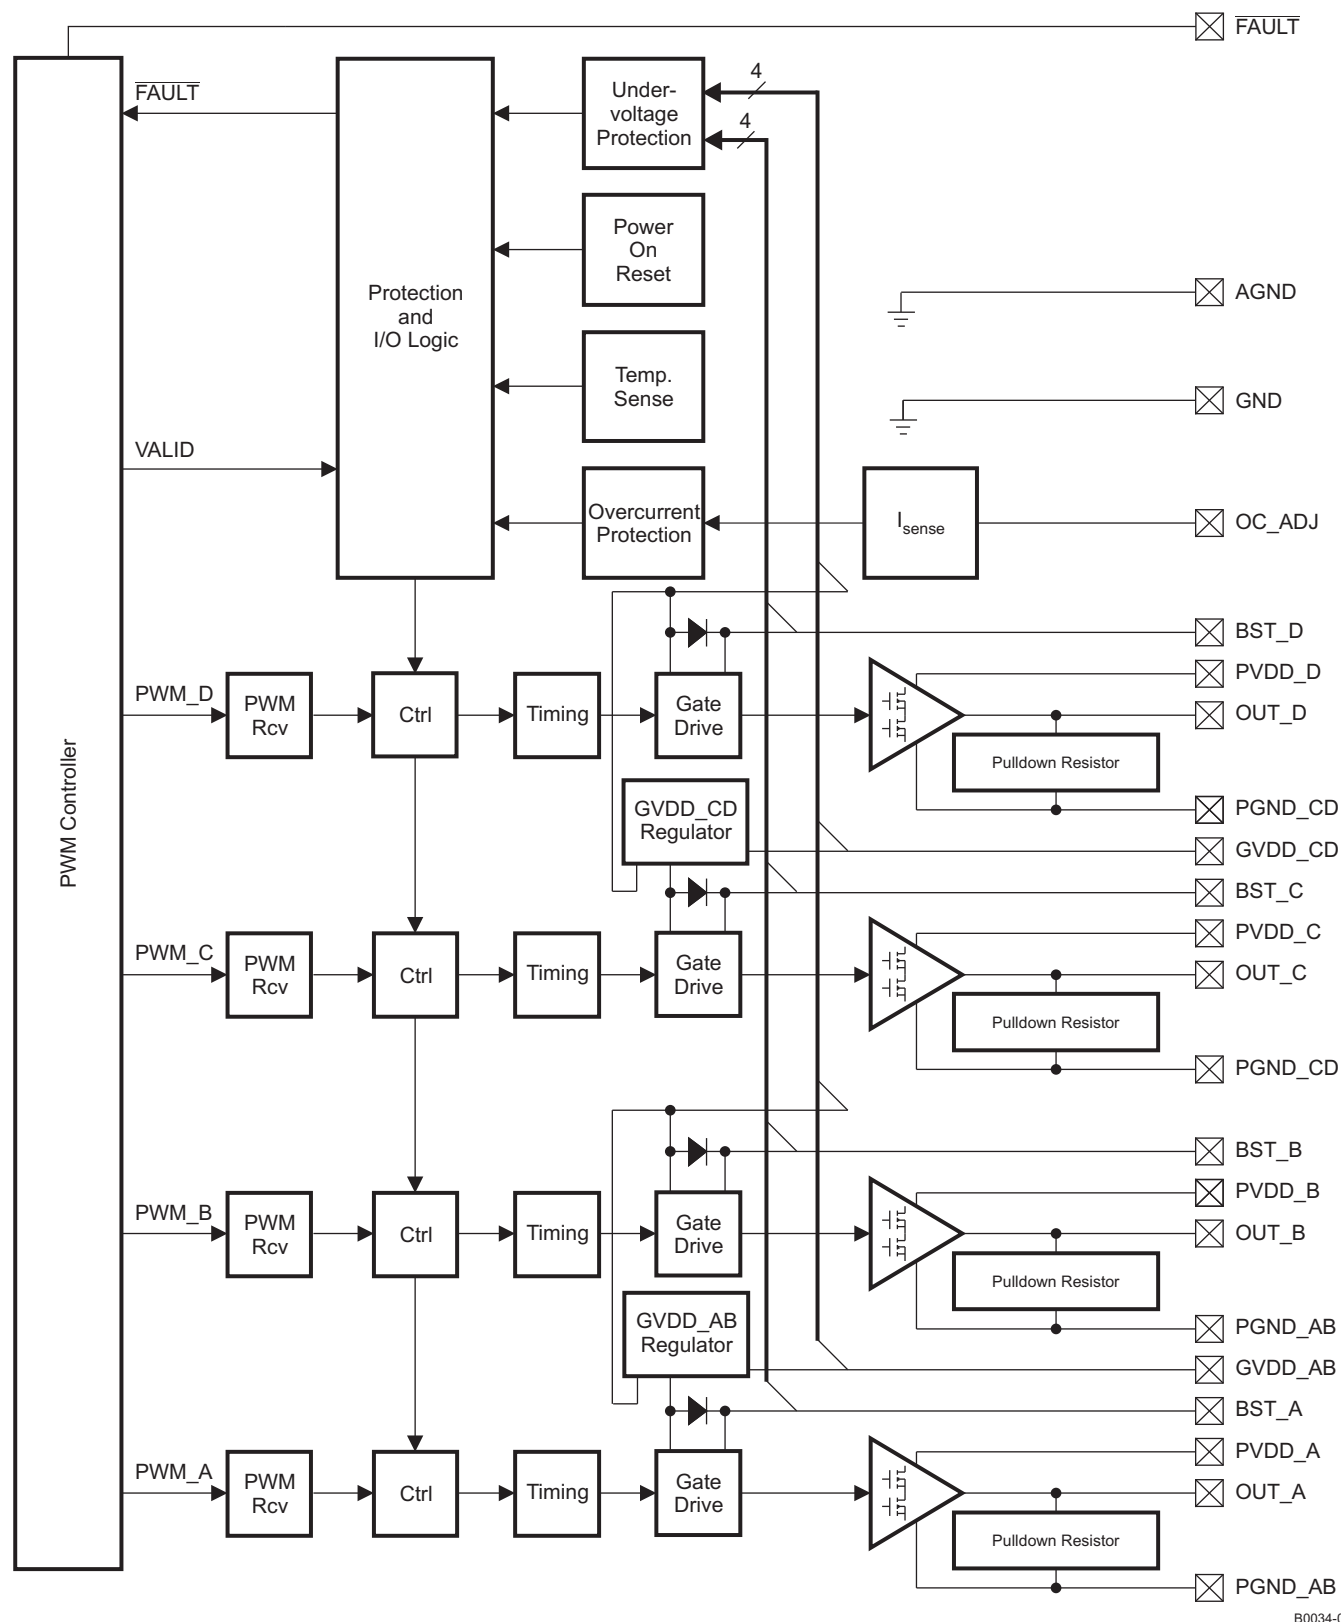 FAULT
FAULT
Under-
voltage
Protection
4
4
Power
On
Reset
AGND
Protection
and
I/O Logic
Temp.
Sense
GND
VALID
Overcurrent
Protection
Isense
OC_ADJ
BST_D
PVDD_D
PWM_D
PWM
Rcv
Ctrl
Timing
Gate
Drive
OUT_D
Pulldown Resistor
PWM Controller
GVDD_CD
Regulator
PGND_CD
GVDD_CD
BST_C
PVDD_C
PWM_C
PWM
Rcv
Ctrl
Timing
Gate
Drive
OUT_C
Pulldown Resistor
PGND_CD
BST_B
PVDD_B
PWM_B
PWM
Rcv
Ctrl
Timing
Gate
Drive
OUT_B
Pulldown Resistor
GVDD_AB
Regulator
PGND_AB
GVDD_AB
BST_A
PVDD_A
PWM_A
PWM
Rcv
Ctrl
Timing
Gate
Drive
OUT_A
Pulldown Resistor
PGND_AB